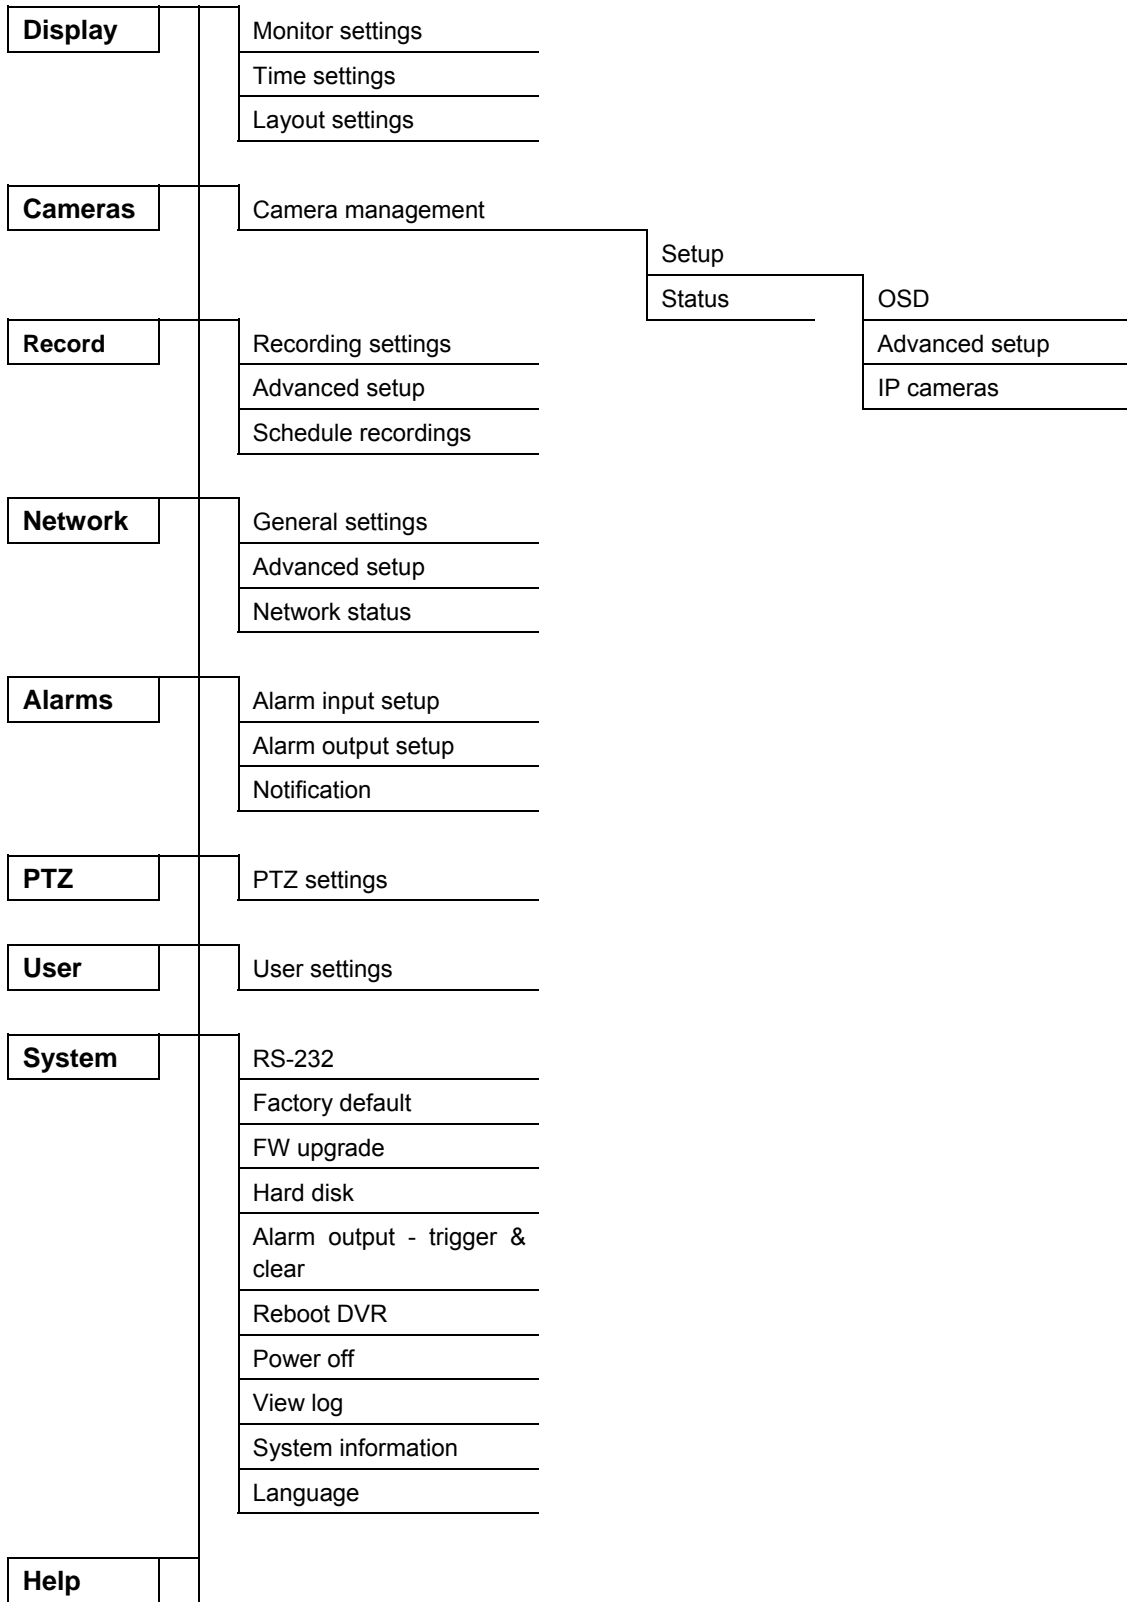 Display
Monitor settings
Time settings
Layout settings
Cameras
Camera management
Setup
Status
OSD
Record
Recording settings
Advanced setup
Advanced setup
IP cameras
Schedule recordings
Network
General settings
Advanced setup
Network status
Alarms
Alarm input setup
Alarm output setup
Notification
PTZ
PTZ settings
User
User settings
System
RS-232
Factory default
FW upgrade
Hard disk
Alarm output - trigger &
clear
Reboot DVR
Power off
View log
System information
Language
Help